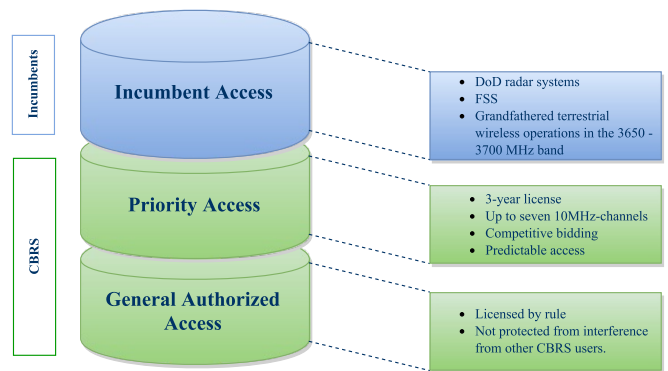 Incumbents
Incumbent Access
• DoD radar systems
• FSS
• Grandfathered terrestrial
wireless operations in the 3650 -
3700 MHz band
CBRS
Priority Access
• 3-year license
• Up to seven 10MHz-channels
• Competitive bidding
• Predictable access
General Authorized
Access
• Licensed by rule
• Not protected from interference
from other CBRS users.